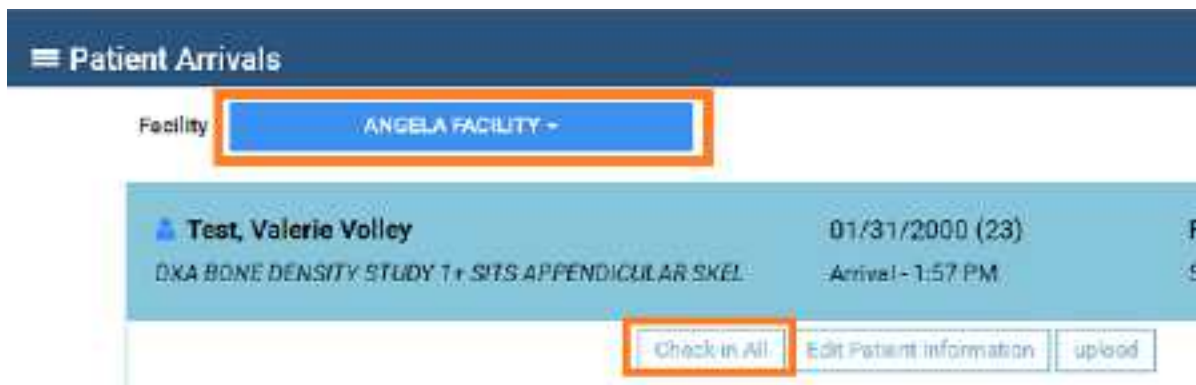 Patient Arrivals
Facility ANGELA FACILITY
Test, Valerie Volley 01/31/2000 (23)
DXA BONE DENSITY STUDY 1+ SITS APPENDICULAR SKEL Arrival - 1:57 PM
Check in All Edit Patient Information upload